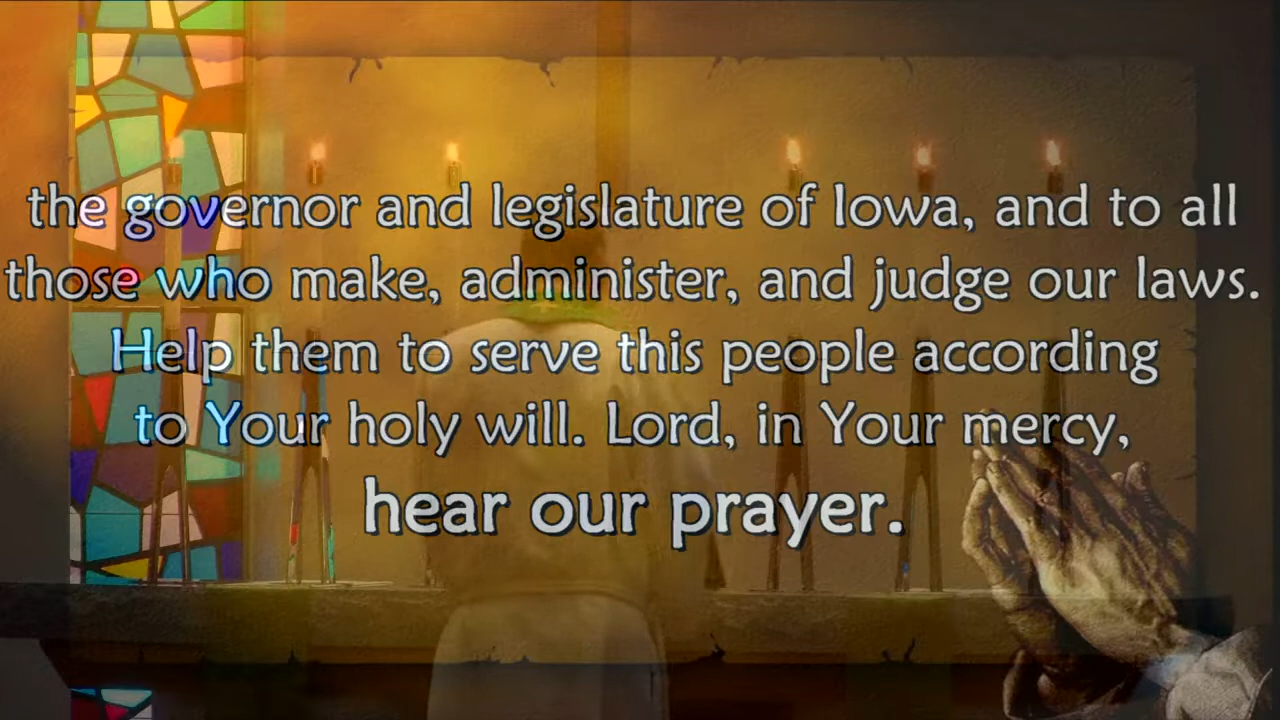 the governor and legislature of Iowa, and to all
those who make, administer, and judge our laws.
Help them to serve this people according
to Your holy will. Lord, in Your mercy,
hear our prayer.